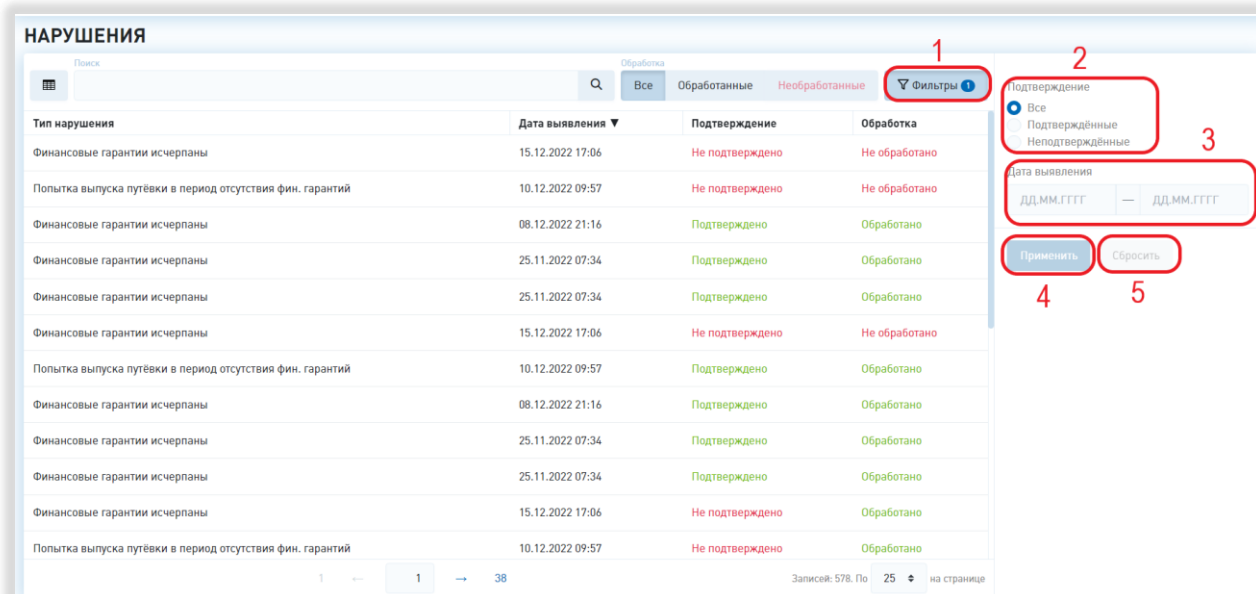 НАРУШЕНИЯ
Поиск
Обработка
Все Обработанные Необработанные Фильтры 1
1
2
Подтверждение
Все
Подтверждённые
Неподтверждённые
3
Дата выявления
ДД.ММ.ГГГГ — ДД.ММ.ГГГГ
Применить Сбросить
4 5
Тип нарушения Дата выявления ▼ Подтверждение Обработка
Финансовые гарантии исчерпаны 15.12.2022 17:06 Не подтверждено Не обработано
Попытка выпуска путёвки в период отсутствия фин. гарантий 10.12.2022 09:57 Не подтверждено Не обработано
Финансовые гарантии исчерпаны 08.12.2022 21:16 Подтверждено Обработано
Финансовые гарантии исчерпаны 25.11.2022 07:34 Подтверждено Обработано
Финансовые гарантии исчерпаны 25.11.2022 07:34 Подтверждено Обработано
Финансовые гарантии исчерпаны 15.12.2022 17:06 Не подтверждено Не обработано
Попытка выпуска путёвки в период отсутствия фин. гарантий 10.12.2022 09:57 Подтверждено Обработано
Финансовые гарантии исчерпаны 08.12.2022 21:16 Подтверждено Обработано
Финансовые гарантии исчерпаны 25.11.2022 07:34 Подтверждено Обработано
Финансовые гарантии исчерпаны 25.11.2022 07:34 Подтверждено Обработано
Финансовые гарантии исчерпаны 15.12.2022 17:06 Не подтверждено Обработано
Попытка выпуска путёвки в период отсутствия фин. гарантий 10.12.2022 09:57 Не подтверждено Обработано
1 ← 1 → 38 Записей: 578. По 25 на странице